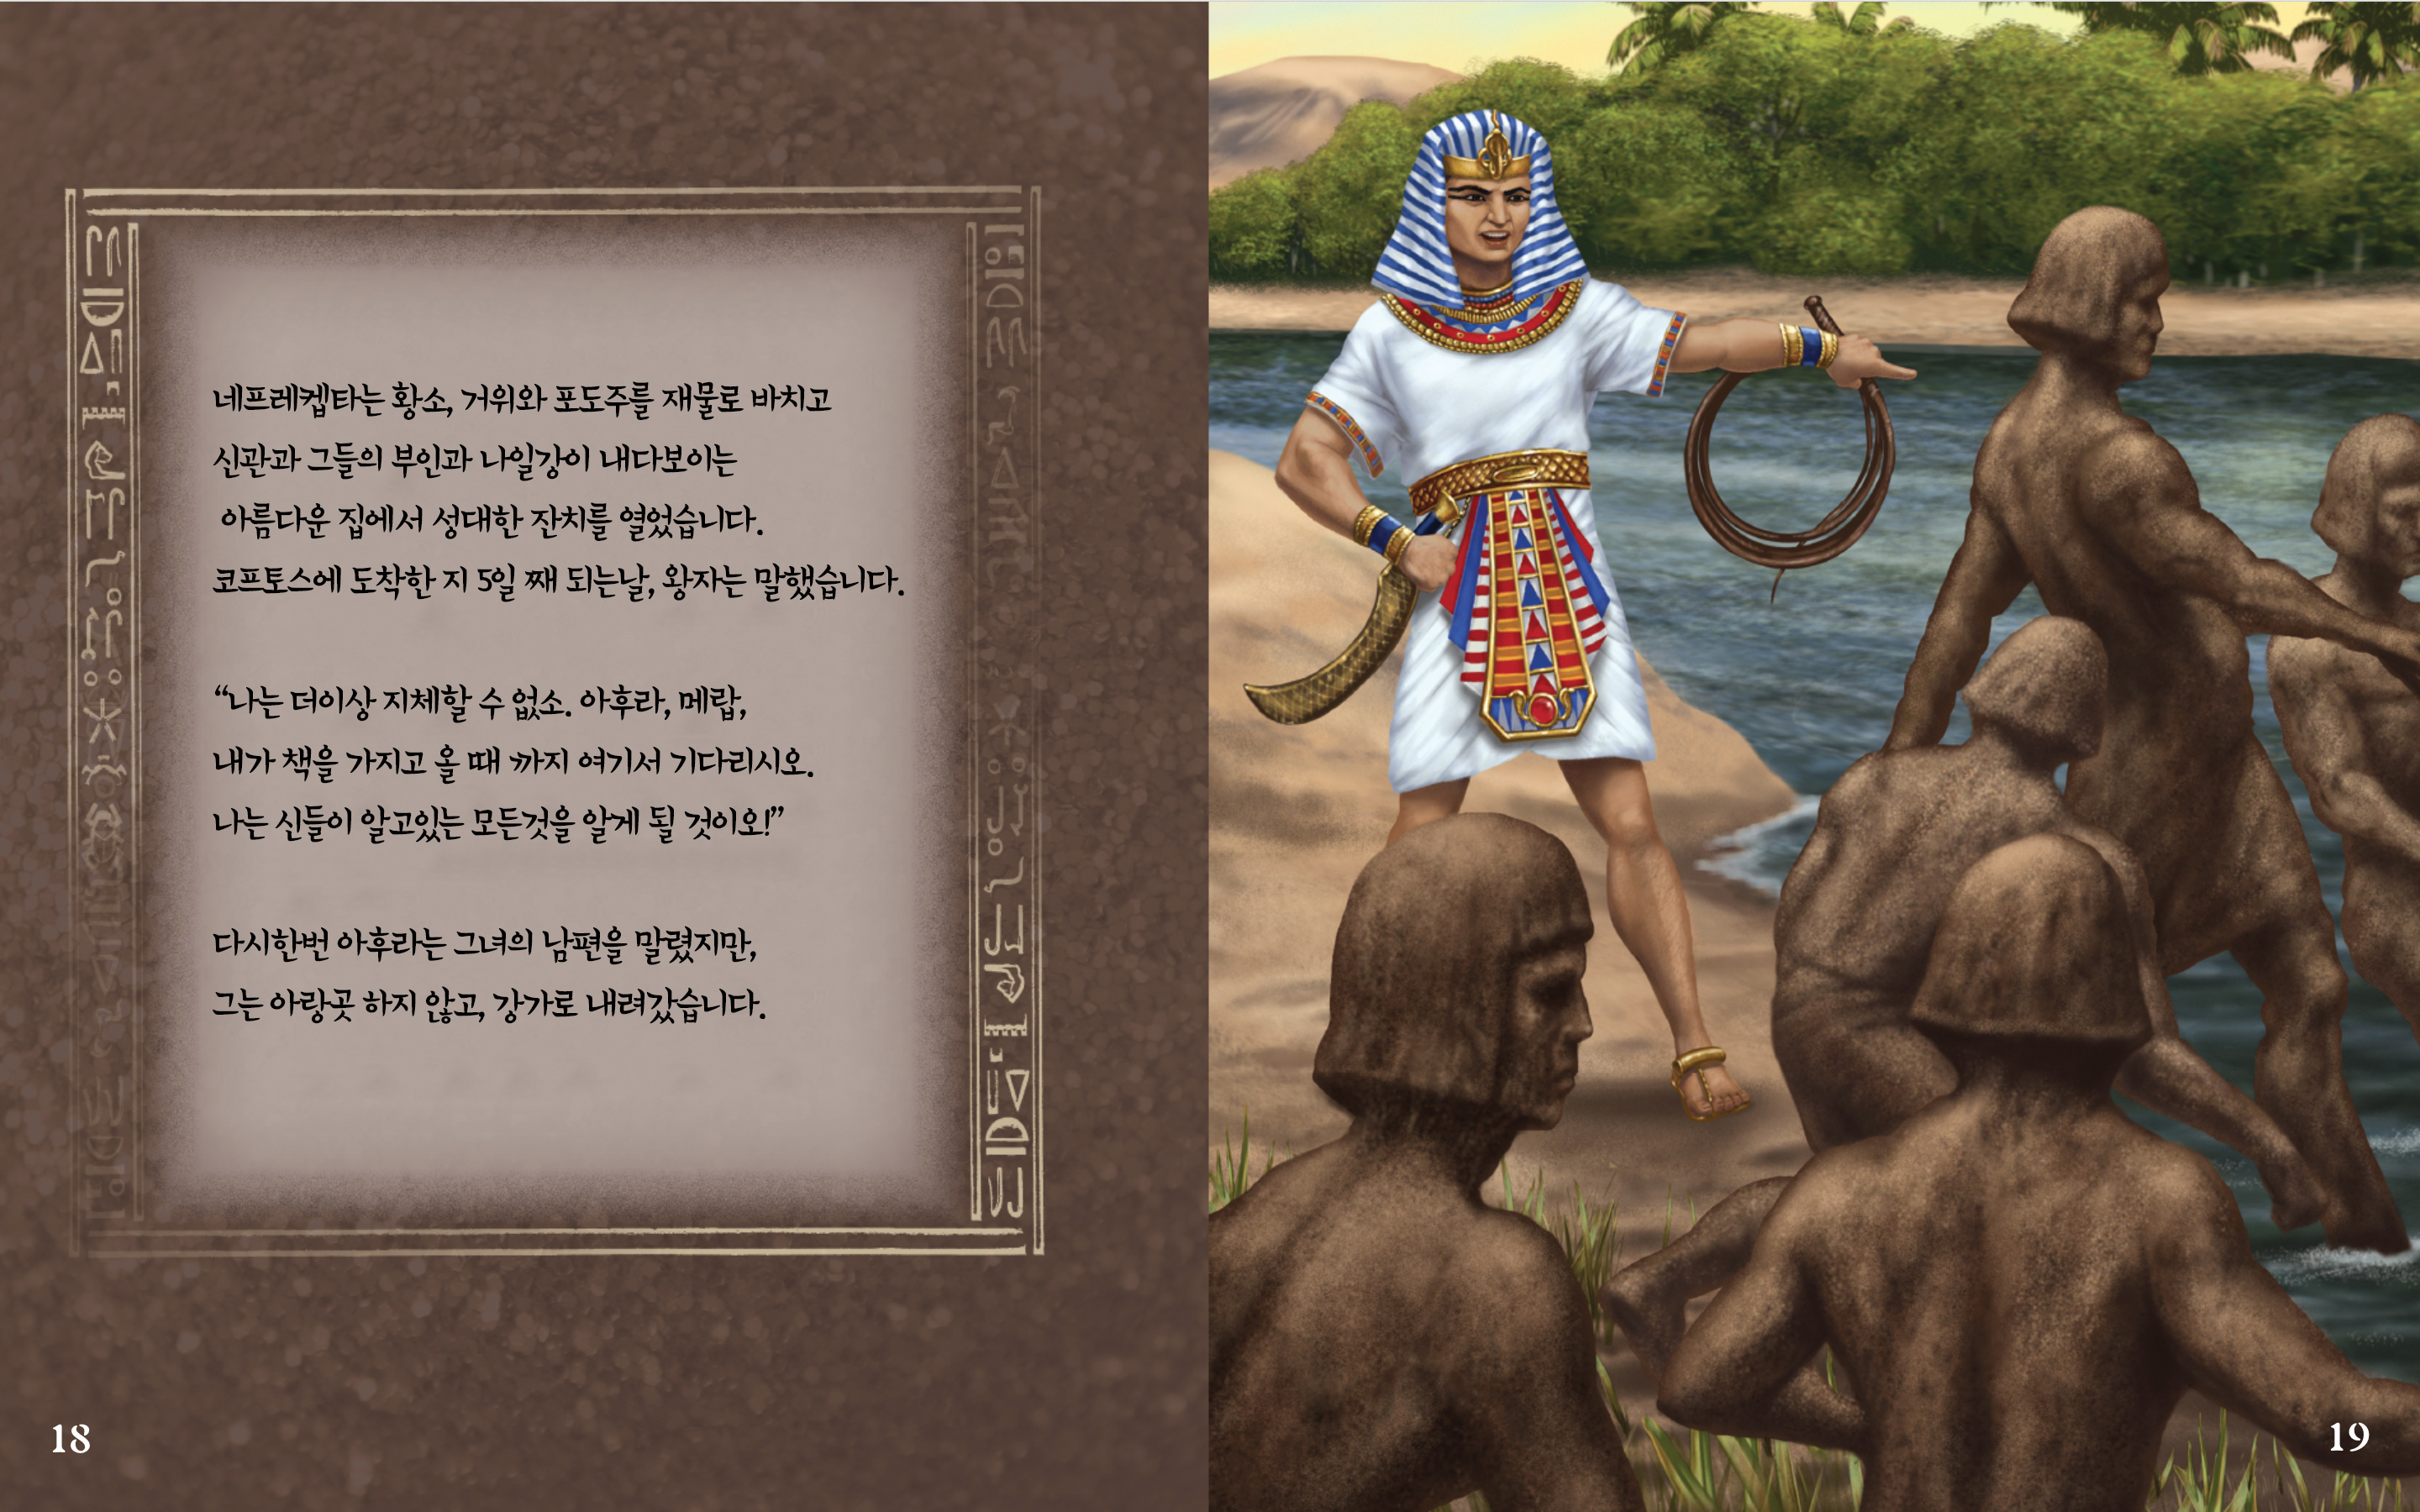 네프레켑타는 황소, 거위와 포도주를 재물로 바치고
신관과 그들의 부인과 나일강이 내다보이는
아름다운 집에서 성대한 잔치를 열었습니다.
코프토스에 도착한 지 5일 째 되는날, 왕자는 말했습니다.
“나는 더이상 지체할 수 없소. 아후라, 메랍,
내가 책을 가지고 올 때 까지 여기서 기다리시오.
나는 신들이 알고있는 모든것을 알게 될 것이오!”
다시한번 아후라는 그녀의 남편을 말렸지만,
그는 아랑곳 하지 않고, 강가로 내려갔습니다.
18
19